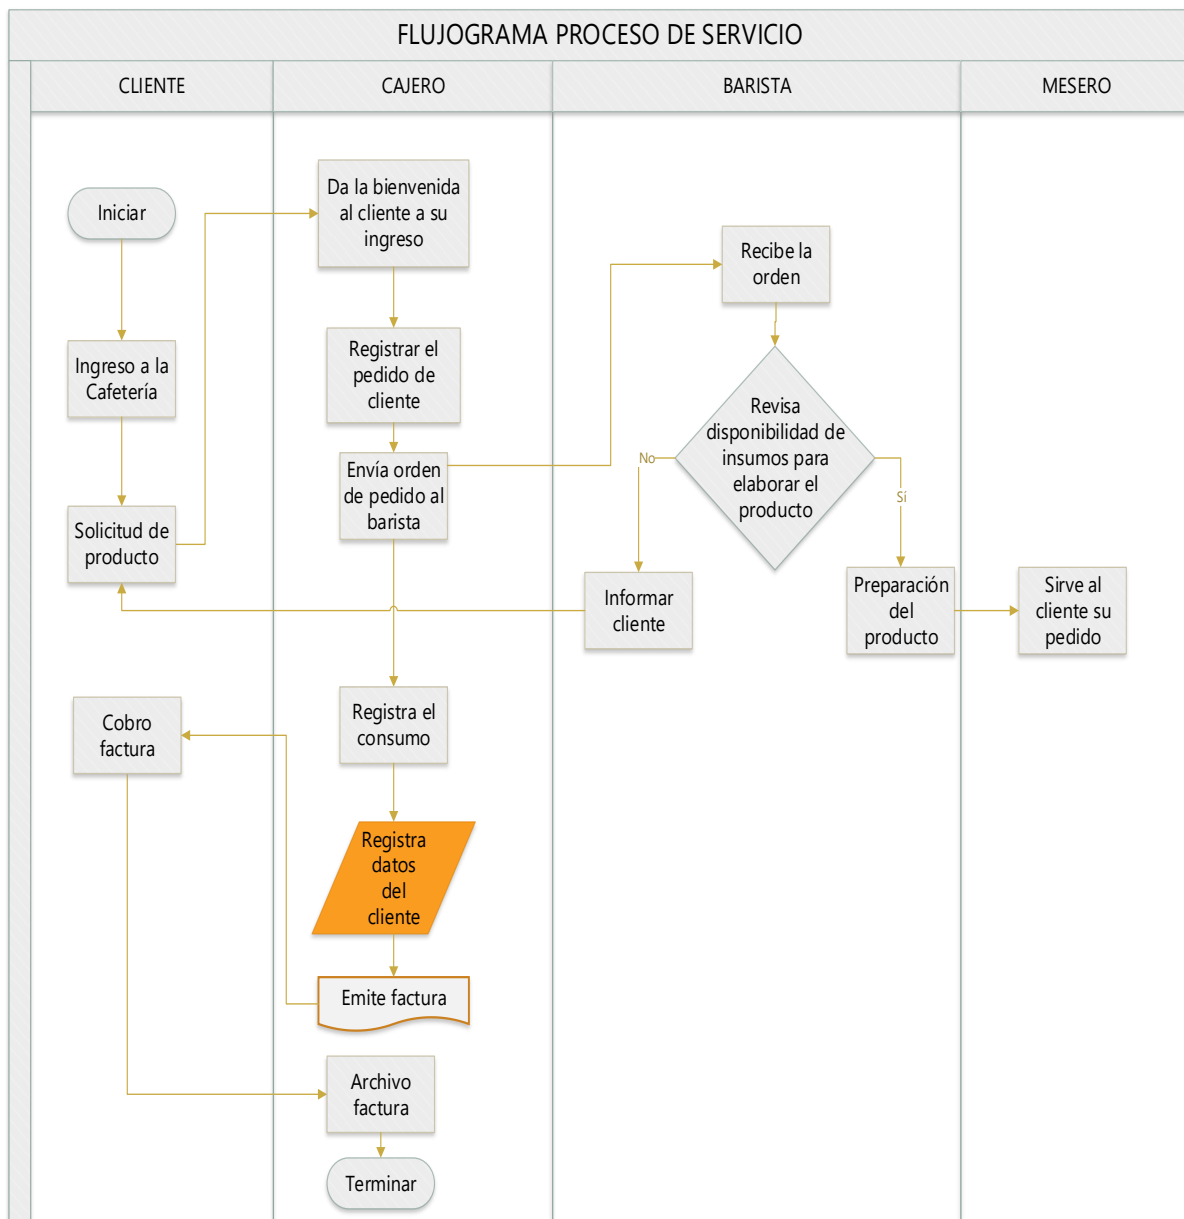 FLUJOGRAMA PROCESO DE SERVICIO
CLIENTE
CAJERO
BARISTA
MESERO
Iniciar
Ingreso a la
Cafetería
Solicitud de
producto
Cobro
factura
Da la bienvenida
al cliente a su
ingreso
Registrar el
pedido de
cliente
Envía orden
de pedido al
barista
Registra el
consumo
Registra
datos
del
cliente
Emite factura
Archivo
factura
Terminar
Recibe la
orden
Revisa
disponibilidad de
insumos para
elaborar el
producto
No
Sí
Informar
cliente
Preparación
del
producto
Sirve al
cliente su
pedido